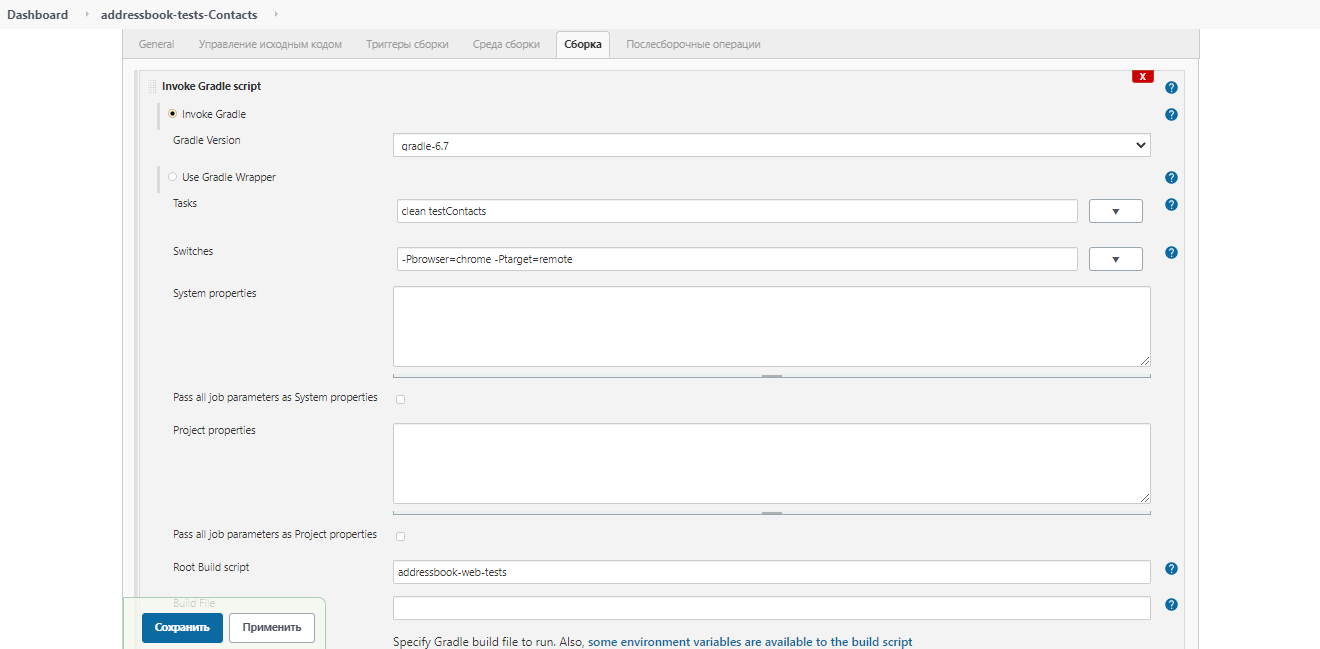 Dashboard addressbook-tests-Contacts
General Управление исходным кодом Триггеры сборки Среда сборки Сборка Послесборочные операции
Invoke Gradle script
X
?
Invoke Gradle
?
Gradle Version
gradle-6.7
Use Gradle Wrapper
?
Tasks
clean testContacts
?
Switches
-Pbrowser=chrome -Ptarget=remote
?
System properties
Pass all job parameters as System properties
Project properties
Pass all job parameters as Project properties
Root Build script
addressbook-web-tests
?
Build File
?
Сохранить Применить
Specify Gradle build file to run. Also, some environment variables are available to the build script